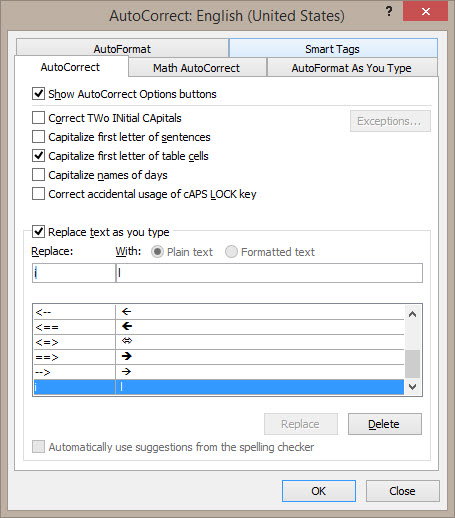 AutoCorrect: English (United States)
? ×
AutoFormat Smart Tags
AutoCorrect Math AutoCorrect AutoFormat As You Type
Show AutoCorrect Options buttons
Correct TWo INitial CApitals Exceptions...
Capitalize first letter of sentences
Capitalize first letter of table cells
Capitalize names of days
Correct accidental usage of cAPS LOCK key
Replace text as you type
Replace: With: Plain text Formatted text
i I
<-- ←
<== 🡰
<=> ⇔
==> ➔
--> →
i I
Replace Delete
Automatically use suggestions from the spelling checker
OK Close